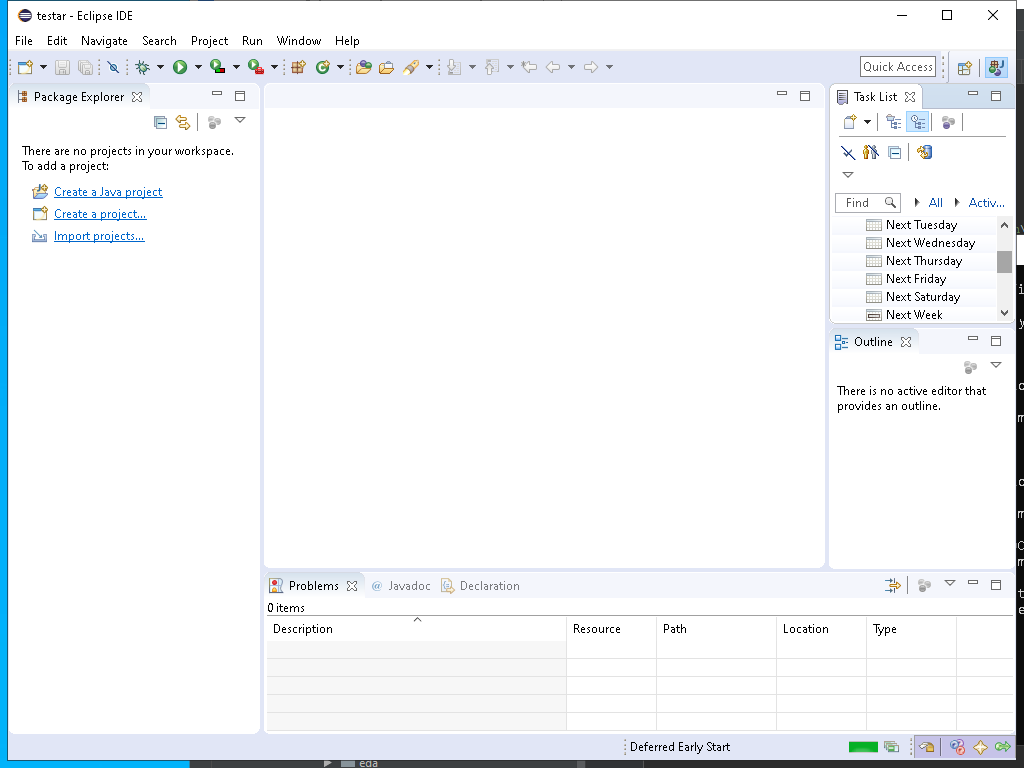 testar - Eclipse IDE
File Edit Navigate Search Project Run Window Help
Quick Access
Package Explorer
There are no projects in your workspace.
To add a project:
Create a Java project
Create a project...
Import projects...
Task List
Find
All
Activ...
Next Tuesday
Next Wednesday
Next Thursday
Next Friday
Next Saturday
Next Week
Outline
There is no active editor that
provides an outline.
Problems @ Javadoc Declaration
0 items
Description Resource Path Location Type
Deferred Early Start
eda